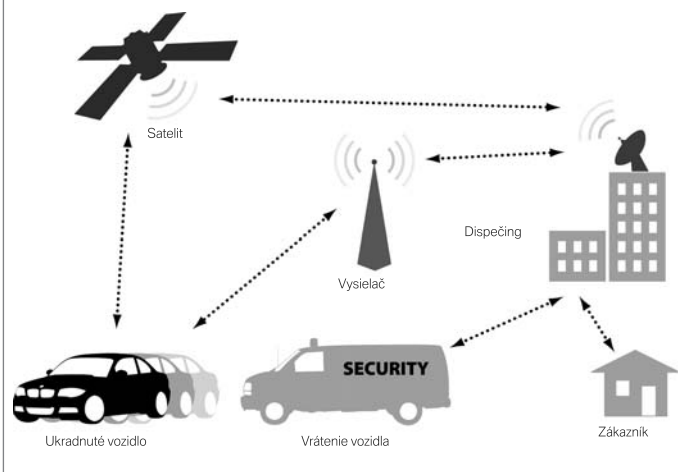 Satelit
Dispečing
Vysielač
SECURITY
Ukradnuté vozidlo
Vrátenie vozidla
Zákazník